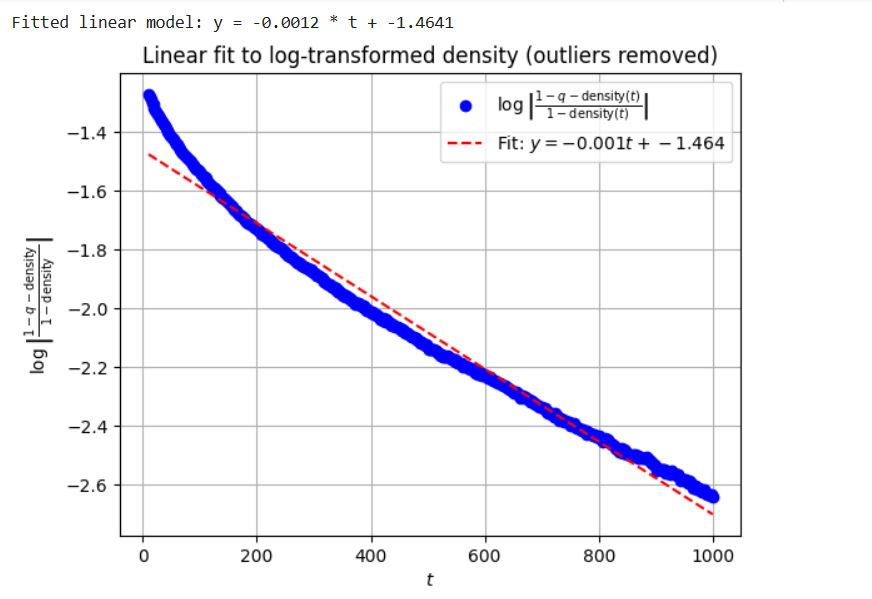 Fitted linear model: y = -0.0012 * t + -1.4641
Linear fit to log-transformed density (outliers removed)
log |(1 − q − density(t))/(1 − density(t))|
Fit: y = −0.001t + − 1.464
log |(1 − q − density)/(1 − density)|
−1.4
−1.6
−1.8
−2.0
−2.2
−2.4
−2.6
0 200 400 600 800 1000
t